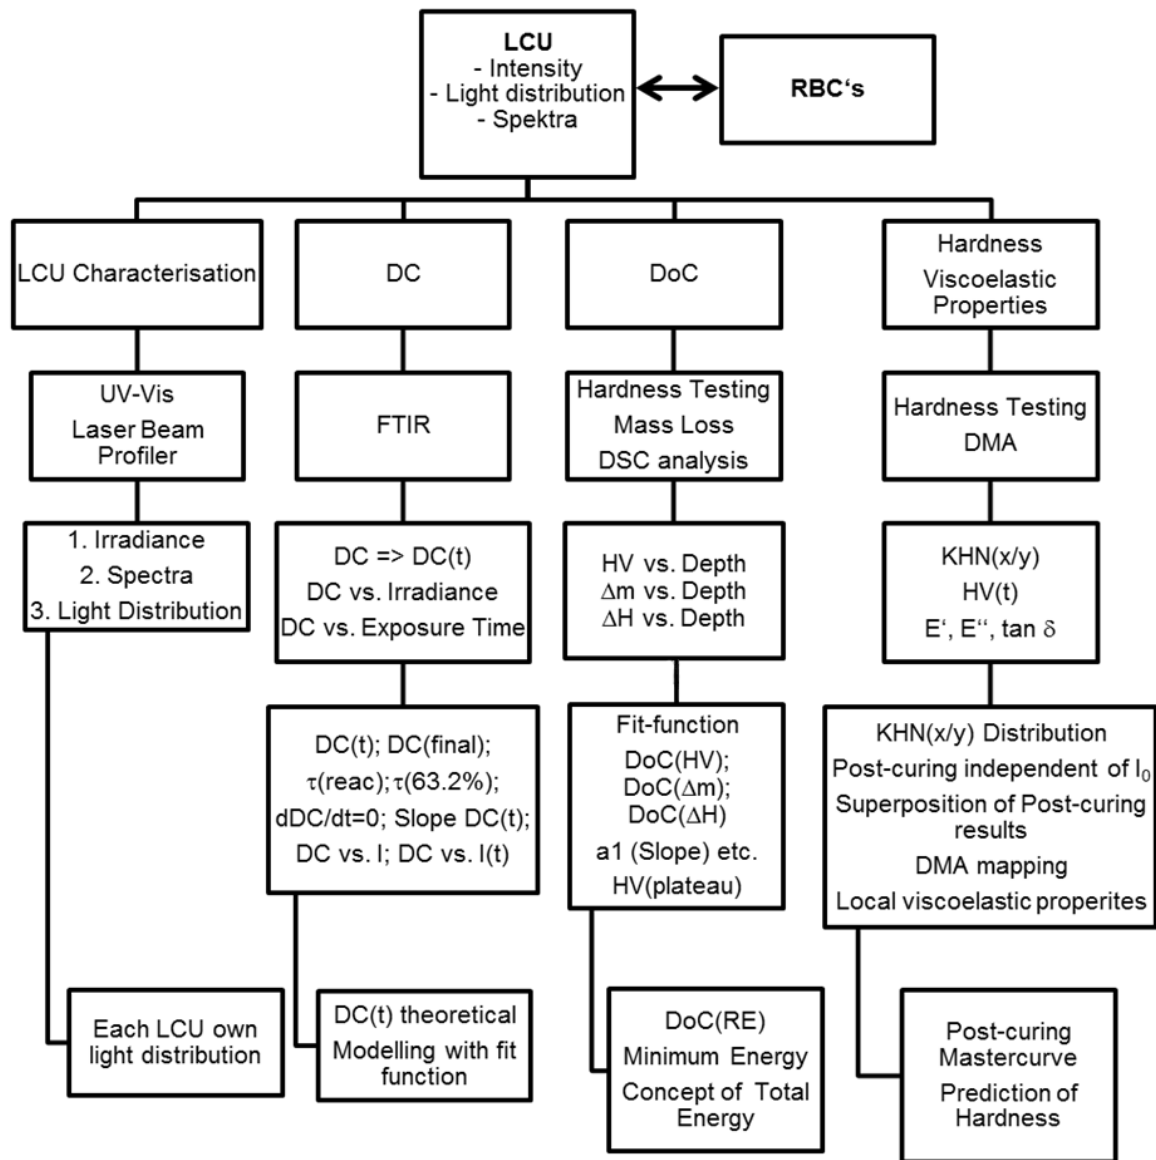 LCU
- Intensity
- Light distribution
- Spektra
RBC‘s
LCU Characterisation
DC
DoC
Hardness
Viscoelastic
Properties
UV-Vis
Laser Beam
Profiler
FTIR
Hardness Testing
Mass Loss
DSC analysis
Hardness Testing
DMA
1. Irradiance
2. Spectra
3. Light Distribution
DC => DC(t)
DC vs. Irradiance
DC vs. Exposure Time
HV vs. Depth
Δm vs. Depth
ΔH vs. Depth
KHN(x/y)
HV(t)
E‘, E‘‘, tan δ
DC(t); DC(final);
τ(reac); τ(63.2%);
dDC/dt=0; Slope DC(t);
DC vs. I; DC vs. I(t)
Fit-function
DoC(HV);
DoC(Δm);
DoC(ΔH)
a1 (Slope) etc.
HV(plateau)
KHN(x/y) Distribution
Post-curing independent of I₀
Superposition of Post-curing
results
DMA mapping
Local viscoelastic properites
Each LCU own
light distribution
DC(t) theoretical
Modelling with fit
function
DoC(RE)
Minimum Energy
Concept of Total
Energy
Post-curing
Mastercurve
Prediction of
Hardness